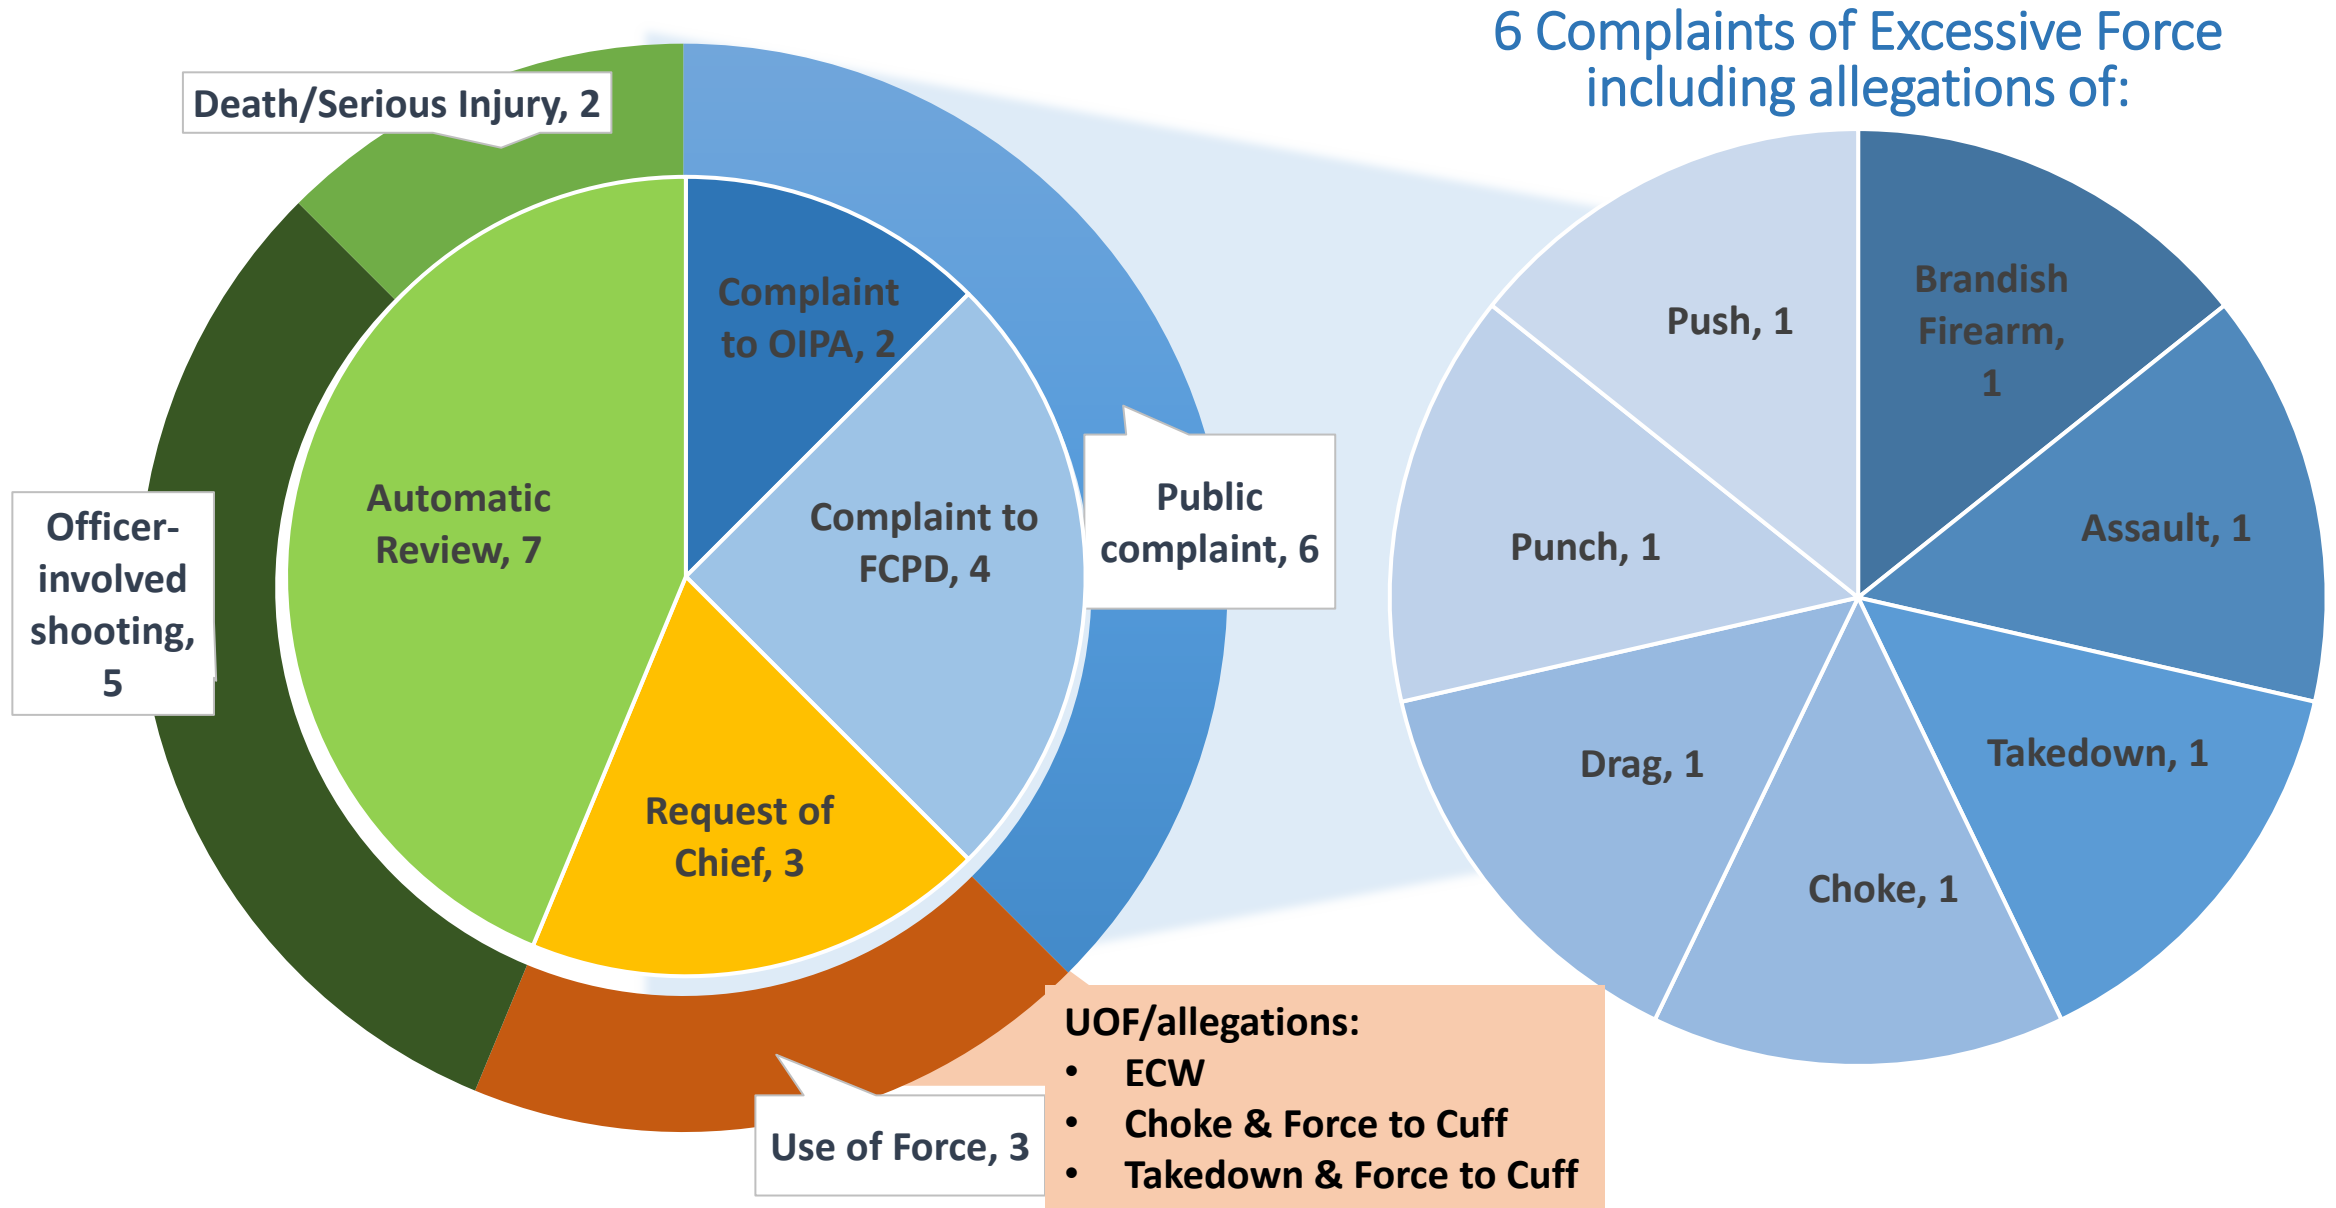 6 Complaints of Excessive Force
including allegations of:
Death/Serious Injury, 2
Complaint
to OIPA, 2
Automatic
Review, 7
Complaint to
FCPD, 4
Public
complaint, 6
Officer-
involved
shooting,
5
Request of
Chief, 3
Use of Force, 3
UOF/allegations:
• ECW
• Choke & Force to Cuff
• Takedown & Force to Cuff
Push, 1
Brandish
Firearm,
1
Punch, 1
Assault, 1
Drag, 1
Takedown, 1
Choke, 1